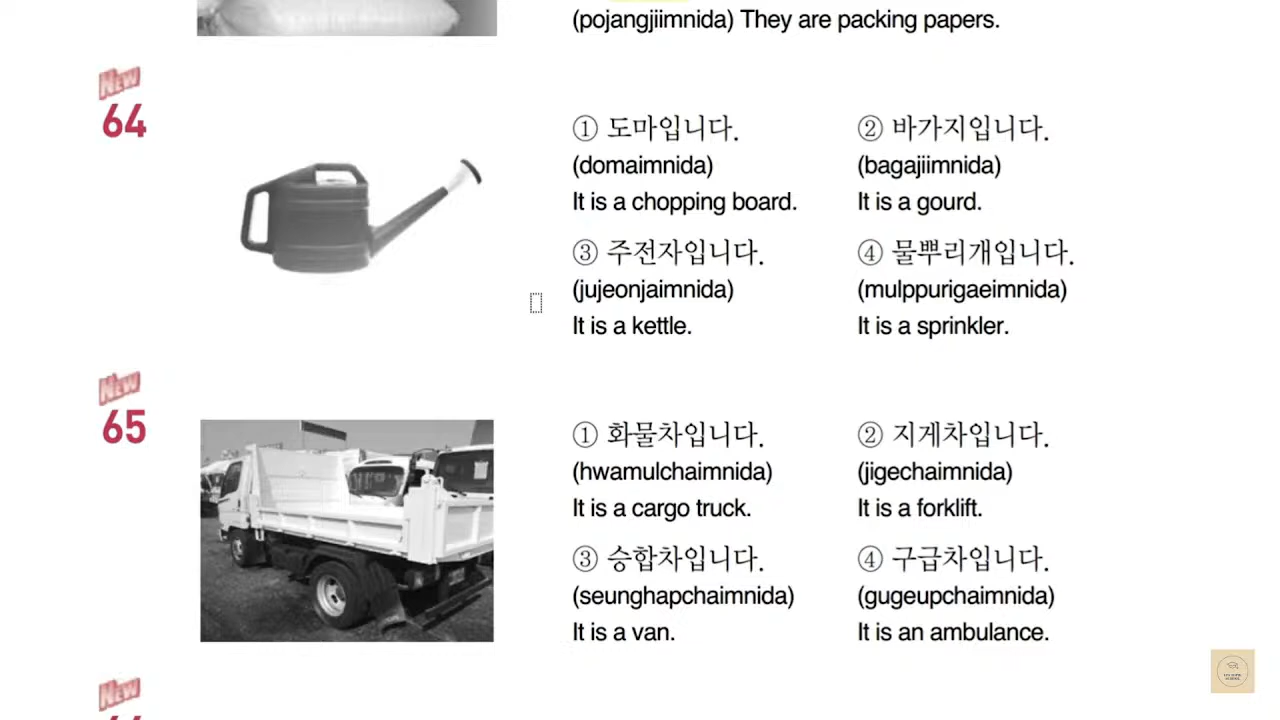 (pojangjiimnida) They are packing papers.
NEW
64
① 도마입니다.
(domaimnida)
It is a chopping board.
② 바가지입니다.
(bagajiimnida)
It is a gourd.
③ 주전자입니다.
(jujeonjaimnida)
It is a kettle.
④ 물뿌리개입니다.
(mulppurigaeimnida)
It is a sprinkler.
NEW
65
① 화물차입니다.
(hwamulchaimnida)
It is a cargo truck.
② 지게차입니다.
(jigechaimnida)
It is a forklift.
③ 승합차입니다.
(seunghapchaimnida)
It is a van.
④ 구급차입니다.
(gugeupchaimnida)
It is an ambulance.
NEW